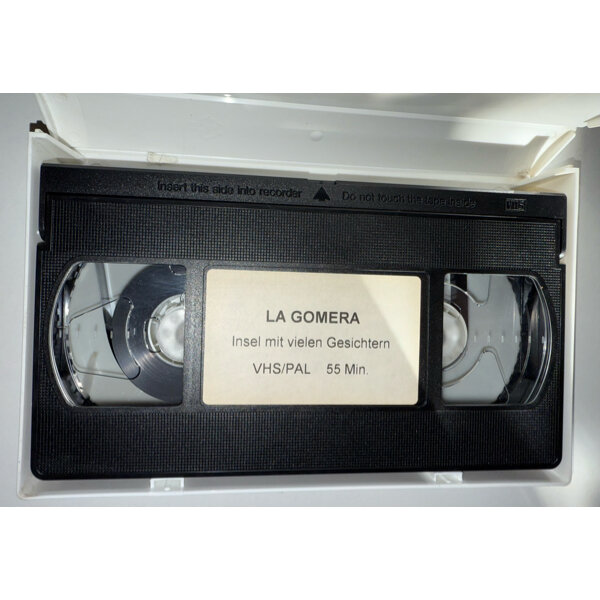 Insert this side into recorder ▲ Do not touch the tape inside VHS
LA GOMERA
Insel mit vielen Gesichtern
VHS/PAL 55 Min.